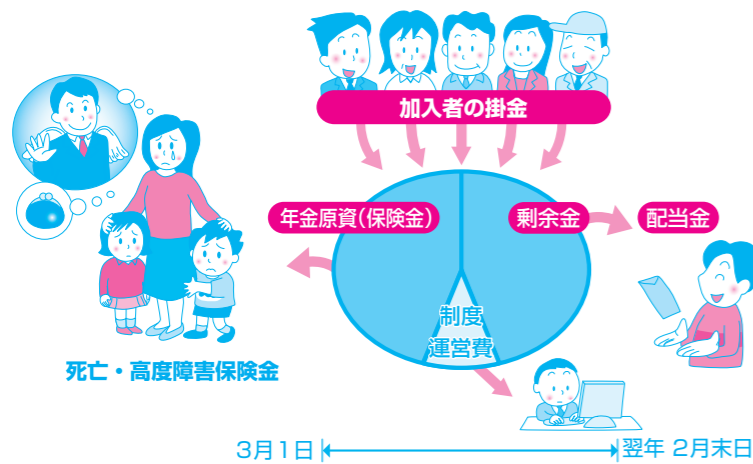 加入者の掛金
年金原資(保険金)
剰余金
配当金
制度
運営費
死亡・高度障害保険金
3月1日
翌年 2月末日